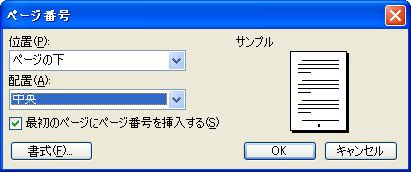 ページ番号
位置(P):
サンプル
ページの下
配置(A):
中央
最初のページにページ番号を挿入する(S)
書式(F)...
OK
キャンセル